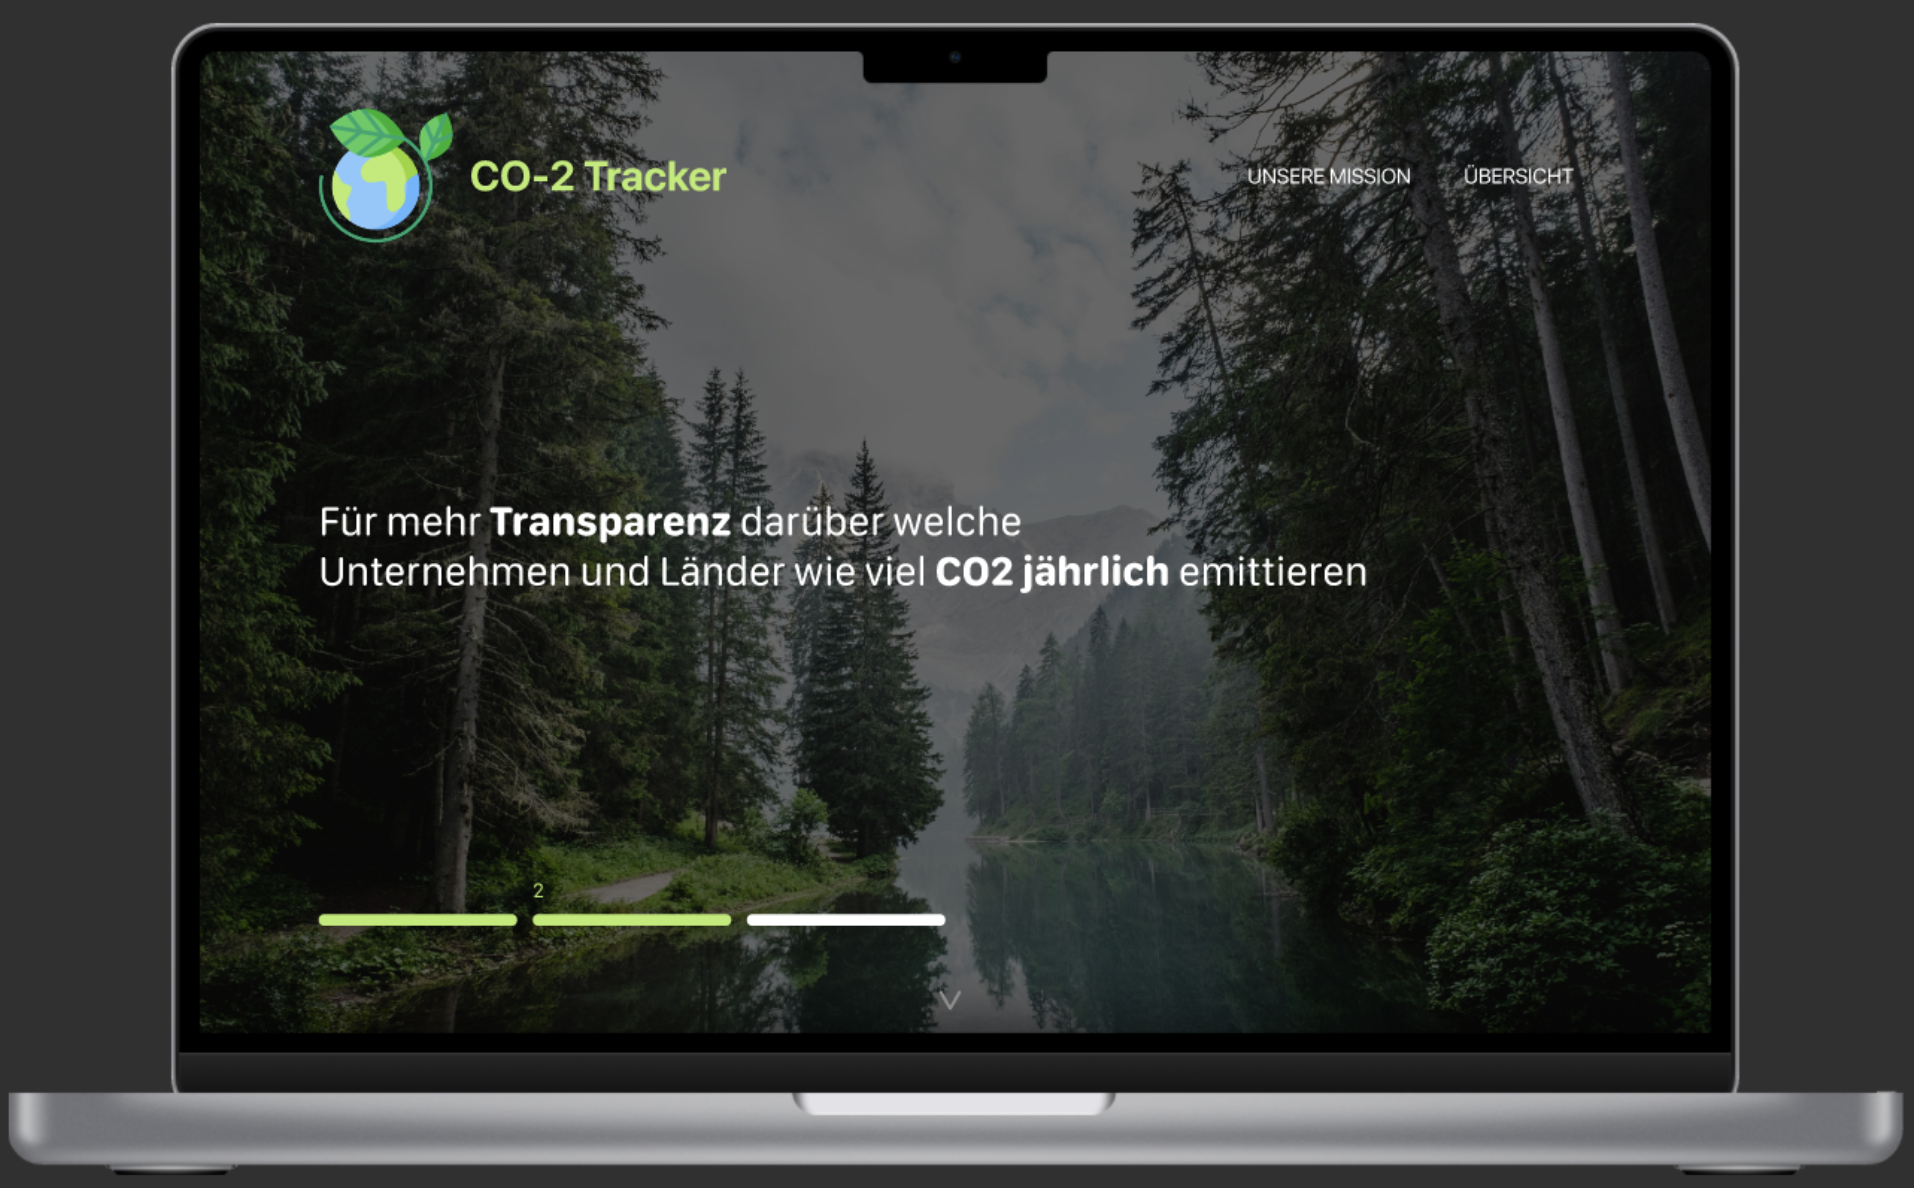 CO-2 Tracker
UNSERE MISSION
ÜBERSICHT
Für mehr Transparenz darüber welche
Unternehmen und Länder wie viel CO2 jährlich emittieren
2